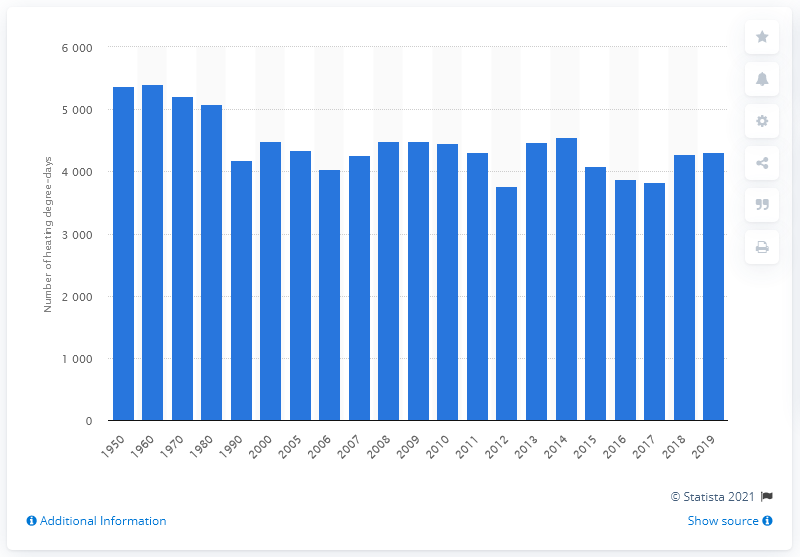 6 000
5 000
4 000
3 000
2 000
1 000
0
Number of heating degree-days
1950 1960 1970 1980 1990 2000 2005 2006 2007 2008 2009 2010 2011 2012 2013 2014 2015 2016 2017 2018 2019
© Statista 2021
Additional Information
Show source